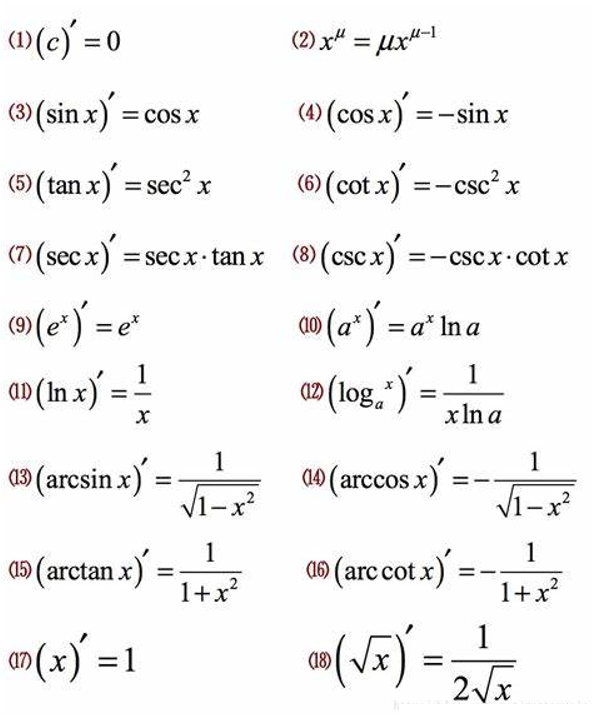 (1) (c)′ = 0 (2) x^μ = μx^(μ−1)
(3) (sin x)′ = cos x (4) (cos x)′ = −sin x
(5) (tan x)′ = sec² x (6) (cot x)′ = −csc² x
(7) (sec x)′ = sec x · tan x (8) (csc x)′ = −csc x · cot x
(9) (e^x)′ = e^x (10) (a^x)′ = a^x ln a
(11) (ln x)′ = 1/x (12) (log_a^x)′ = 1/(x ln a)
(13) (arcsin x)′ = 1/√(1−x²) (14) (arccos x)′ = −1/√(1−x²)
(15) (arctan x)′ = 1/(1+x²) (16) (arc cot x)′ = −1/(1+x²)
(17) (x)′ = 1 (18) (√x)′ = 1/(2√x)